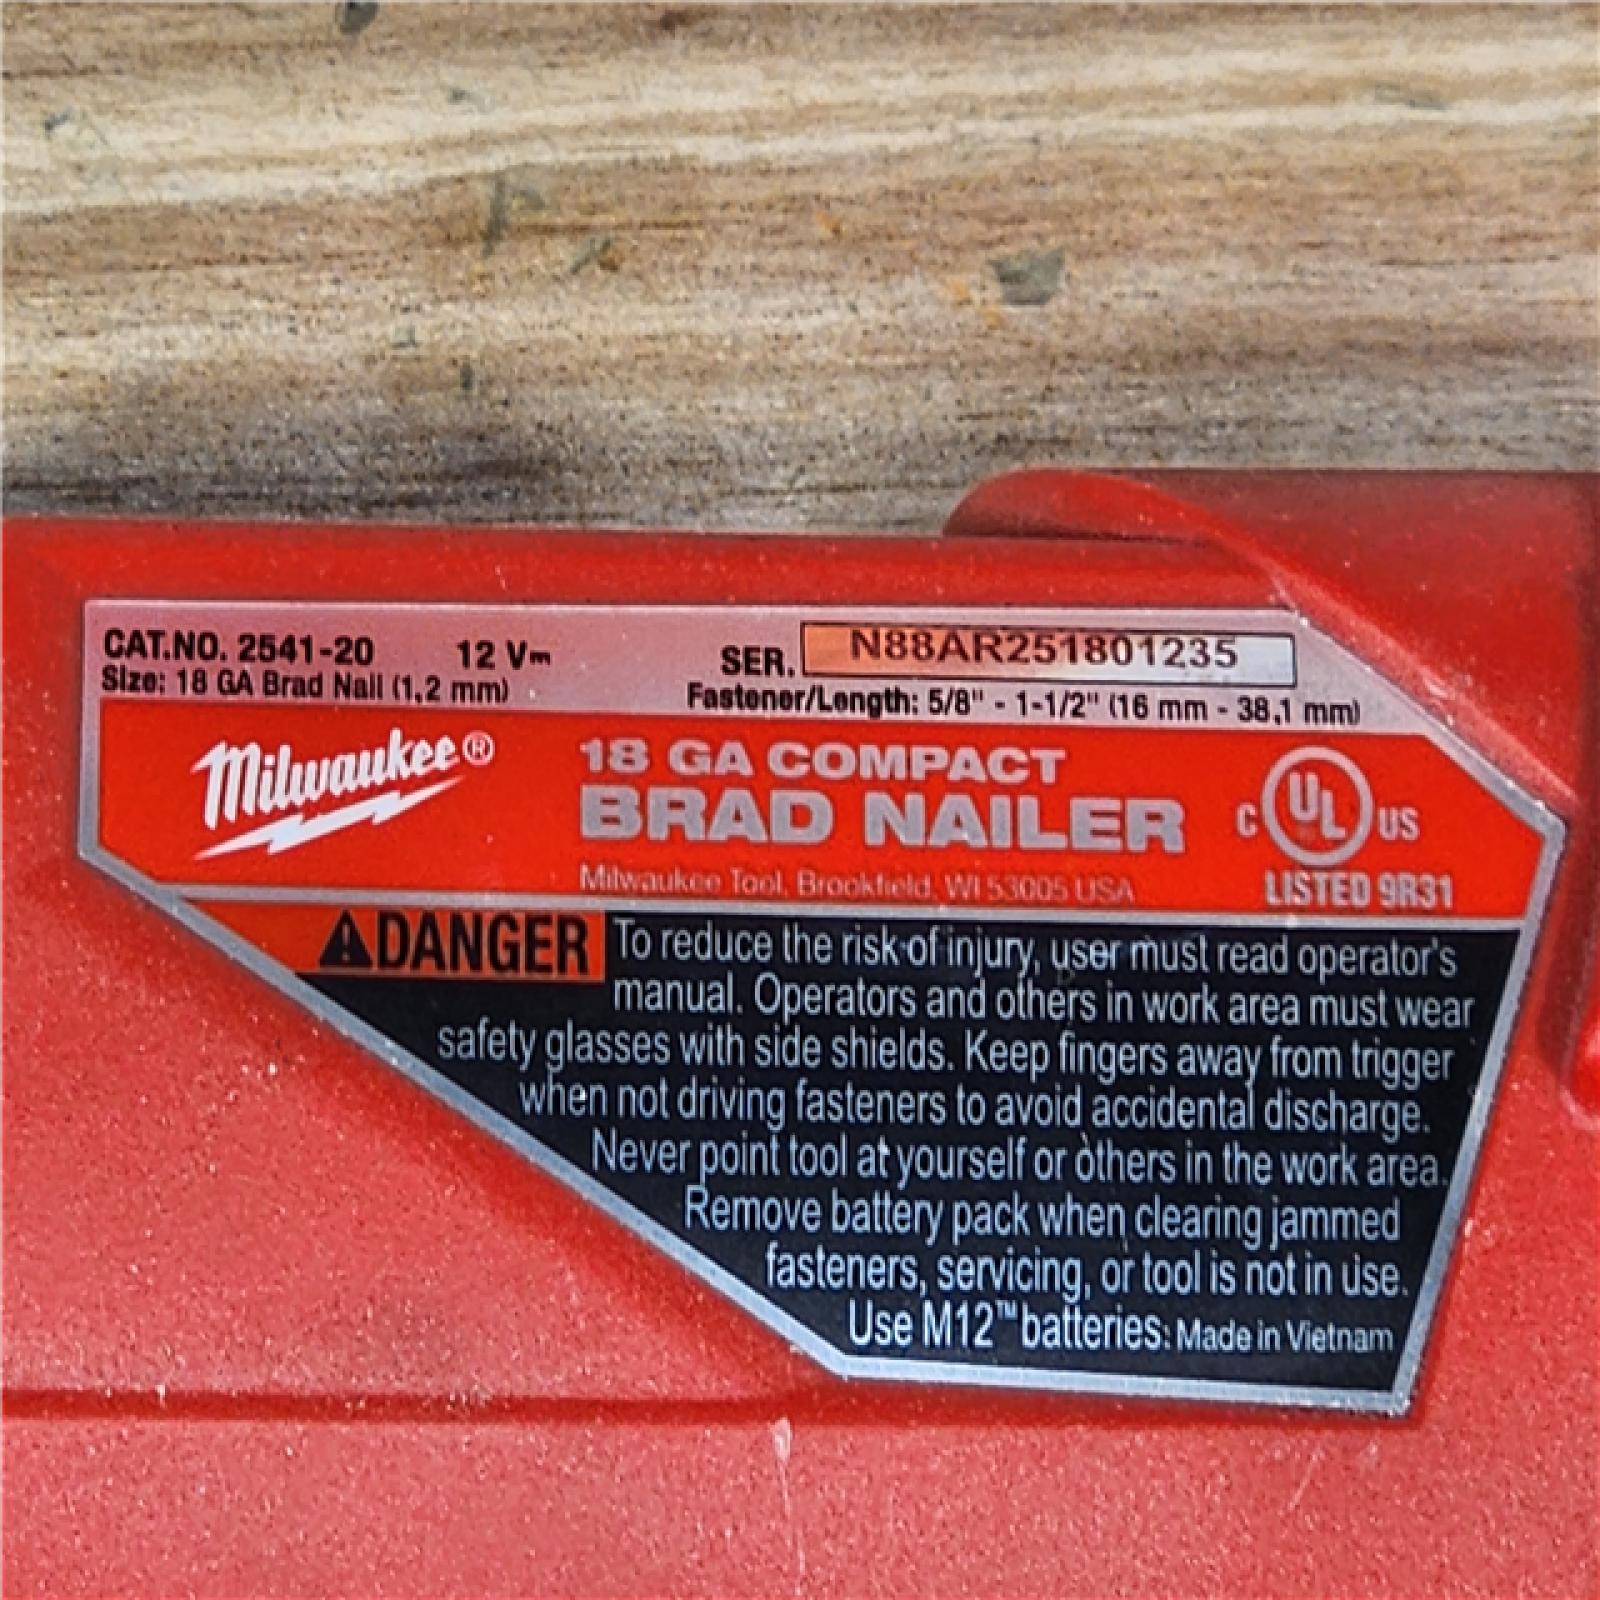 CAT.NO. 2541-20 12 V⎓ SER. N88AR251801235
Size: 18 GA Brad Nail (1,2 mm) Fastener/Length: 5/8" - 1-1/2" (16 mm - 38,1 mm)
Milwaukee®
18 GA COMPACT
BRAD NAILER
Milwaukee Tool, Brookfield, WI 53005 USA
C UL US
LISTED 9R31
⚠DANGER To reduce the risk of injury, user must read operator's
manual. Operators and others in work area must wear
safety glasses with side shields. Keep fingers away from trigger
when not driving fasteners to avoid accidental discharge.
Never point tool at yourself or others in the work area.
Remove battery pack when clearing jammed
fasteners, servicing, or tool is not in use.
Use M12™ batteries. Made in Vietnam